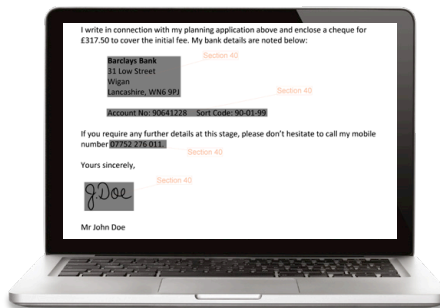 I write in connection with my planning application above and enclose a cheque for
£317.50 to cover the initial fee. My bank details are noted below:
Section 40
Barclays Bank
31 Low Street
Wigan
Lancashire, WN6 9PJ
Section 40
Account No: 90641228 Sort Code: 90-01-99
If you require any further details at this stage, please don't hesitate to call my mobile
number 07752 276 011.
Section 40
Yours sincerely,
Section 40
J.Doe
Mr John Doe